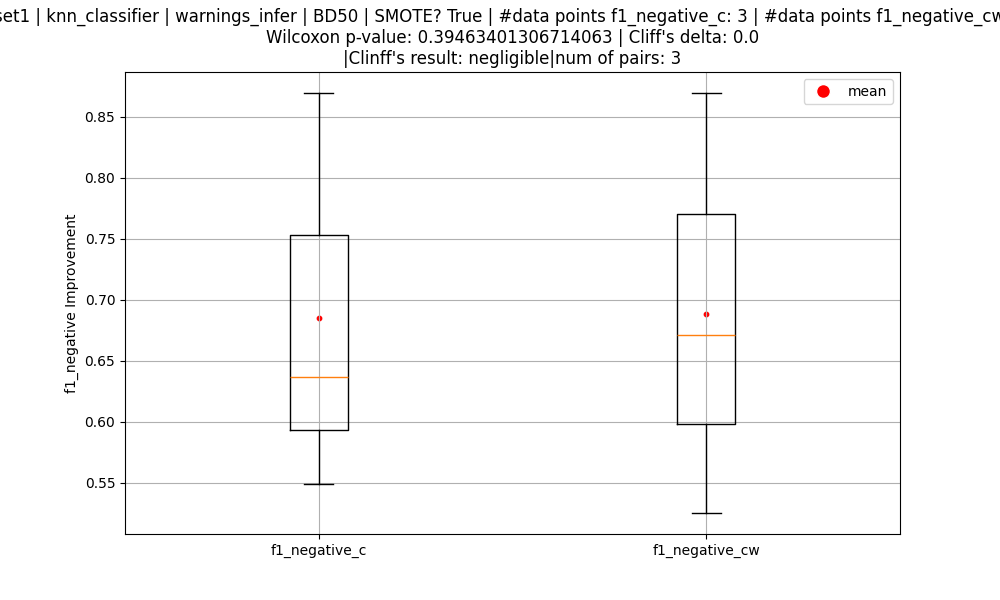 set1 | knn_classifier | warnings_infer | BD50 | SMOTE? True | #data points f1_negative_c: 3 | #data points f1_negative_cw
Wilcoxon p-value: 0.39463401306714063 | Cliff's delta: 0.0
|Clinff's result: negligible|num of pairs: 3
mean
0.85
0.80
0.75
0.70
0.65
0.60
0.55
f1_negative Improvement
f1_negative_c
f1_negative_cw